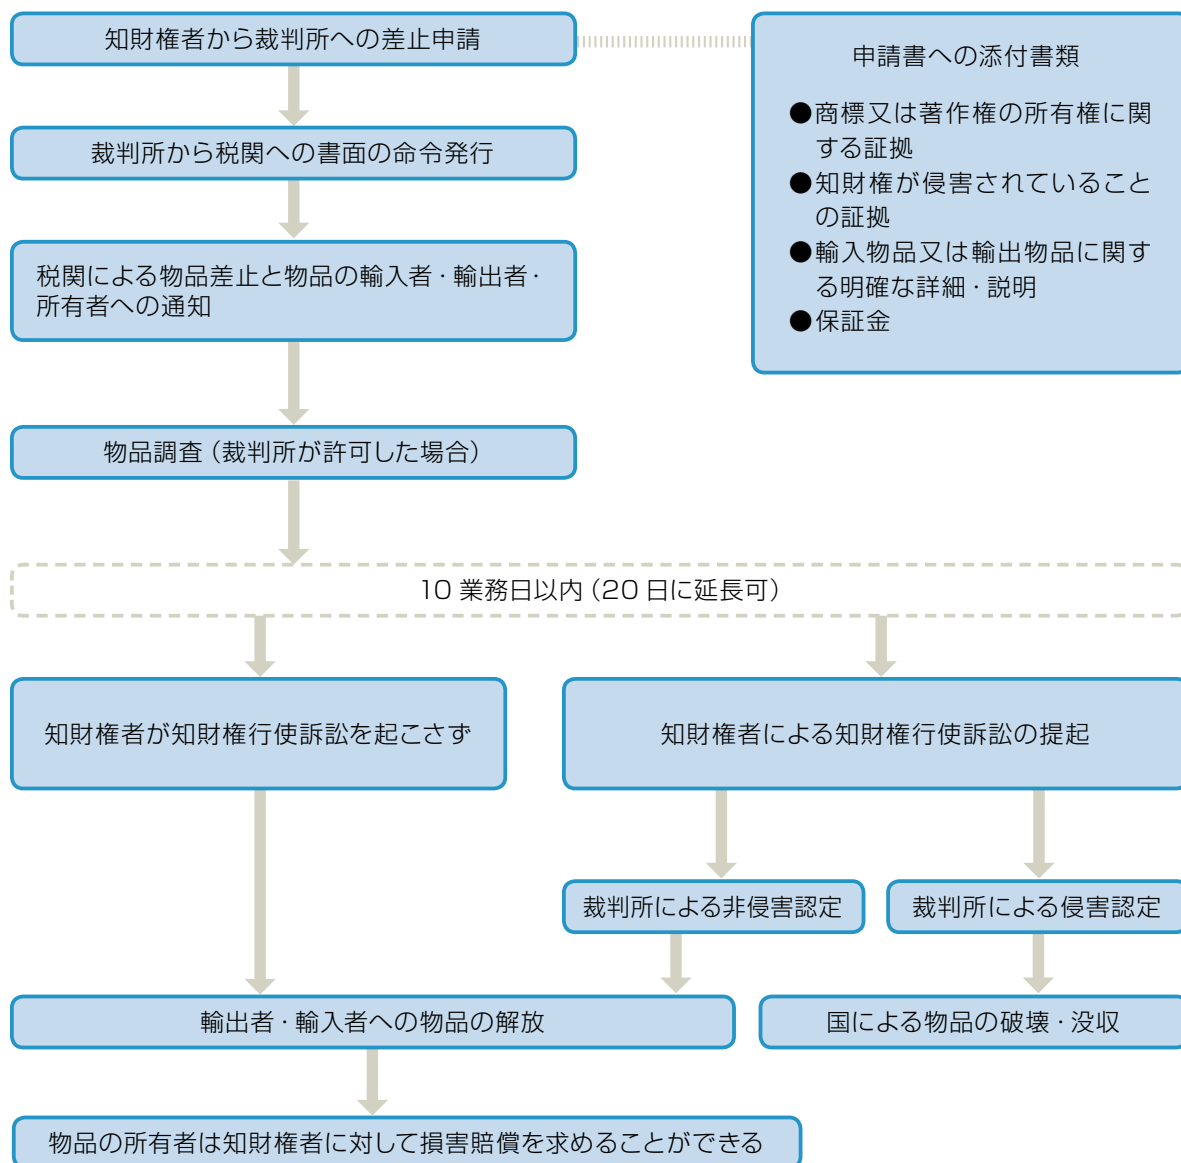 知財権者から裁判所への差止申請
申請書への添付書類
●商標又は著作権の所有権に関
する証拠
●知財権が侵害されていること
の証拠
●輸入物品又は輸出物品に関す
る明確な詳細・説明
●保証金
裁判所から税関への書面の命令発行
税関による物品差止と物品の輸入者・輸出者・
所有者への通知
物品調査（裁判所が許可した場合）
10 業務日以内（20 日に延長可）
知財権者が知財権行使訴訟を起こさず
知財権者による知財権行使訴訟の提起
裁判所による非侵害認定
裁判所による侵害認定
輸出者・輸入者への物品の解放
国による物品の破壊・没収
物品の所有者は知財権者に対して損害賠償を求めることができる